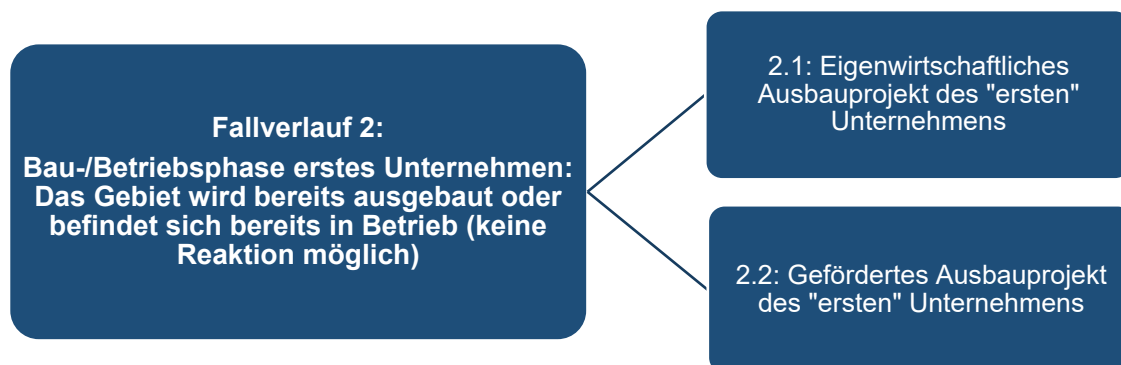 Fallverlauf 2:
Bau-/Betriebsphase erstes Unternehmen:
Das Gebiet wird bereits ausgebaut oder
befindet sich bereits in Betrieb (keine
Reaktion möglich)
2.1: Eigenwirtschaftliches
Ausbauprojekt des "ersten"
Unternehmens
2.2: Gefördertes Ausbauprojekt
des "ersten" Unternehmens